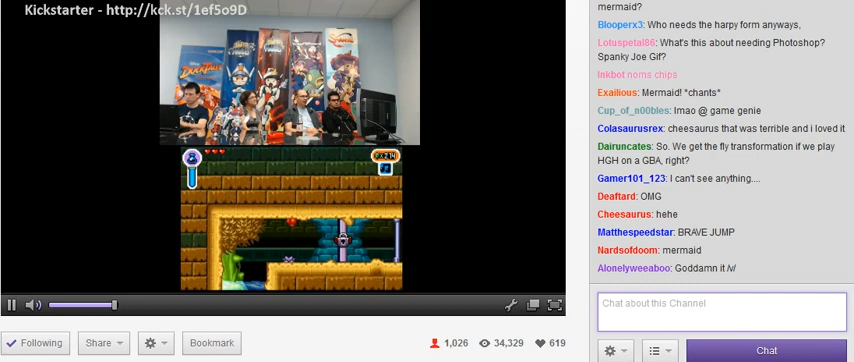 Kickstarter - http://kck.st/1ef5o9D
DUCKTALES
mermaid?
Blooperx3: Who needs the harpy form anyways,
Lotuspetal86: What's this about needing Photoshop?
Spanky Joe Gif?
Inkbot noms chips
Exailious: Mermaid! *chants*
Cup_of_n00bles: lmao @ game genie
Colasaurusrex: cheesaurus that was terrible and i loved it
Dairuncates: So. We get the fly transformation if we play
HGH on a GBA, right?
Gamer101_123: I can't see anything....
Deaftard: OMG
Cheesaurus: hehe
Matthespeedstar: BRAVE JUMP
Nardsofdoom: mermaid
Alonelyweeaboo: Goddamn it /v/
Chat about this Channel
Chat
Following
Share
Bookmark
1,026
34,329
619